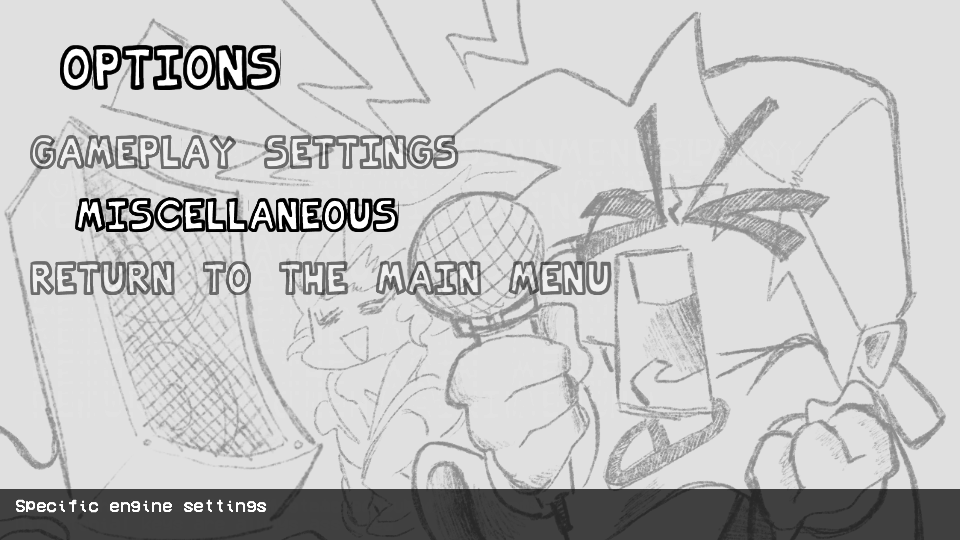 OPTIONS
GAMEPLAY SETTINGS
MISCELLANEOUS
RETURN TO THE MAIN MENU
Specific engine settings